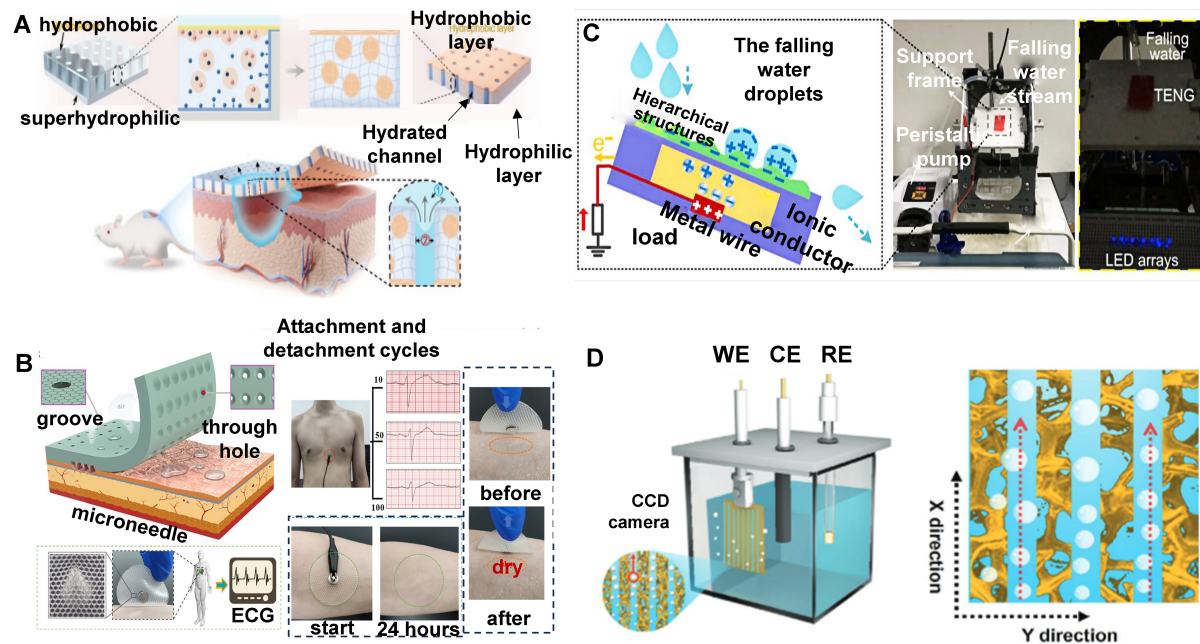 A
hydrophobic
superhydrophilic
Hydrophobic
layer
Hydrophobic layer
Hydrated
channel
Hydrophilic
layer
B
Attachment and
detachment cycles
groove
air
through
hole
microneedle
ECG
10
50
100
start
24 hours
before
dry
after
C
The falling
water
droplets
Hierarchical
structures
e-
load
Metal wire
Ionic
conductor
Support
frame
Falling
water
stream
Peristaltic
pump
Falling
water
TENG
LED arrays
D
WE
CE
RE
CCD
camera
X direction
Y direction